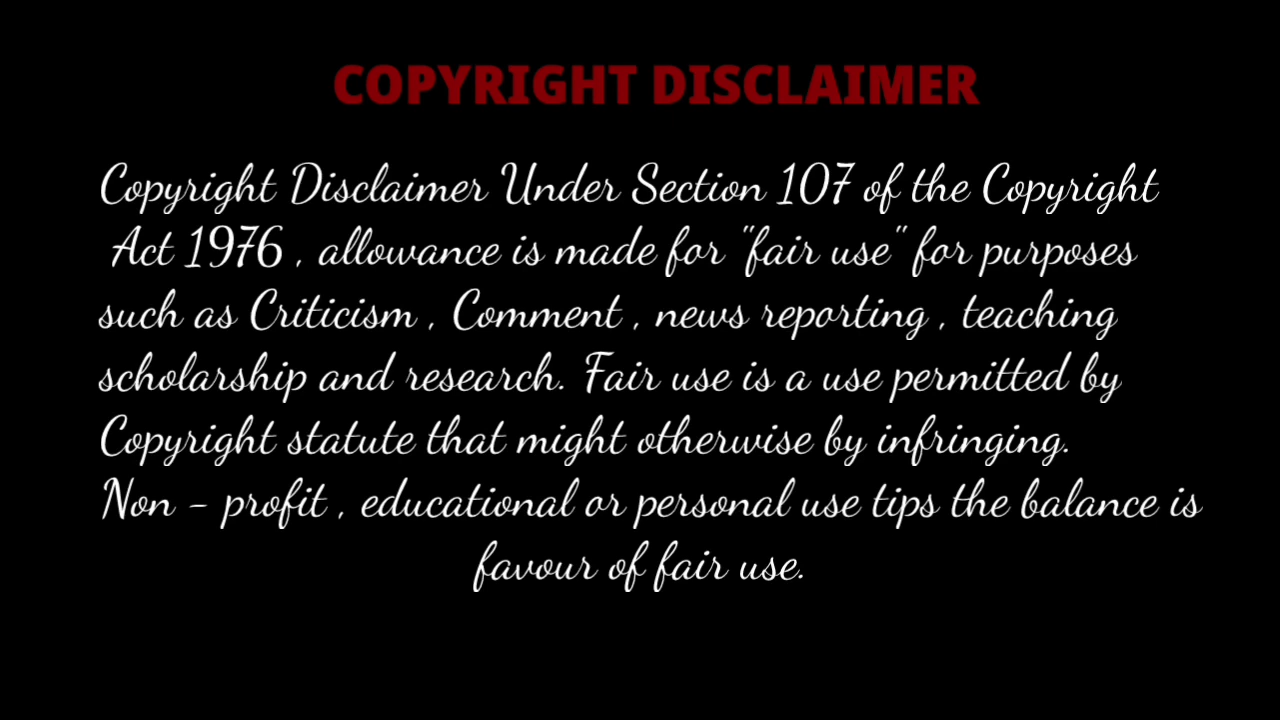 COPYRIGHT DISCLAIMER
Copyright Disclaimer Under Section 107 of the Copyright
Act 1976 , allowance is made for "fair use" for purposes
such as Criticism , Comment , news reporting , teaching
scholarship and research. Fair use is a use permitted by
Copyright statute that might otherwise by infringing.
Non - profit , educational or personal use tips the balance is
favour of fair use.